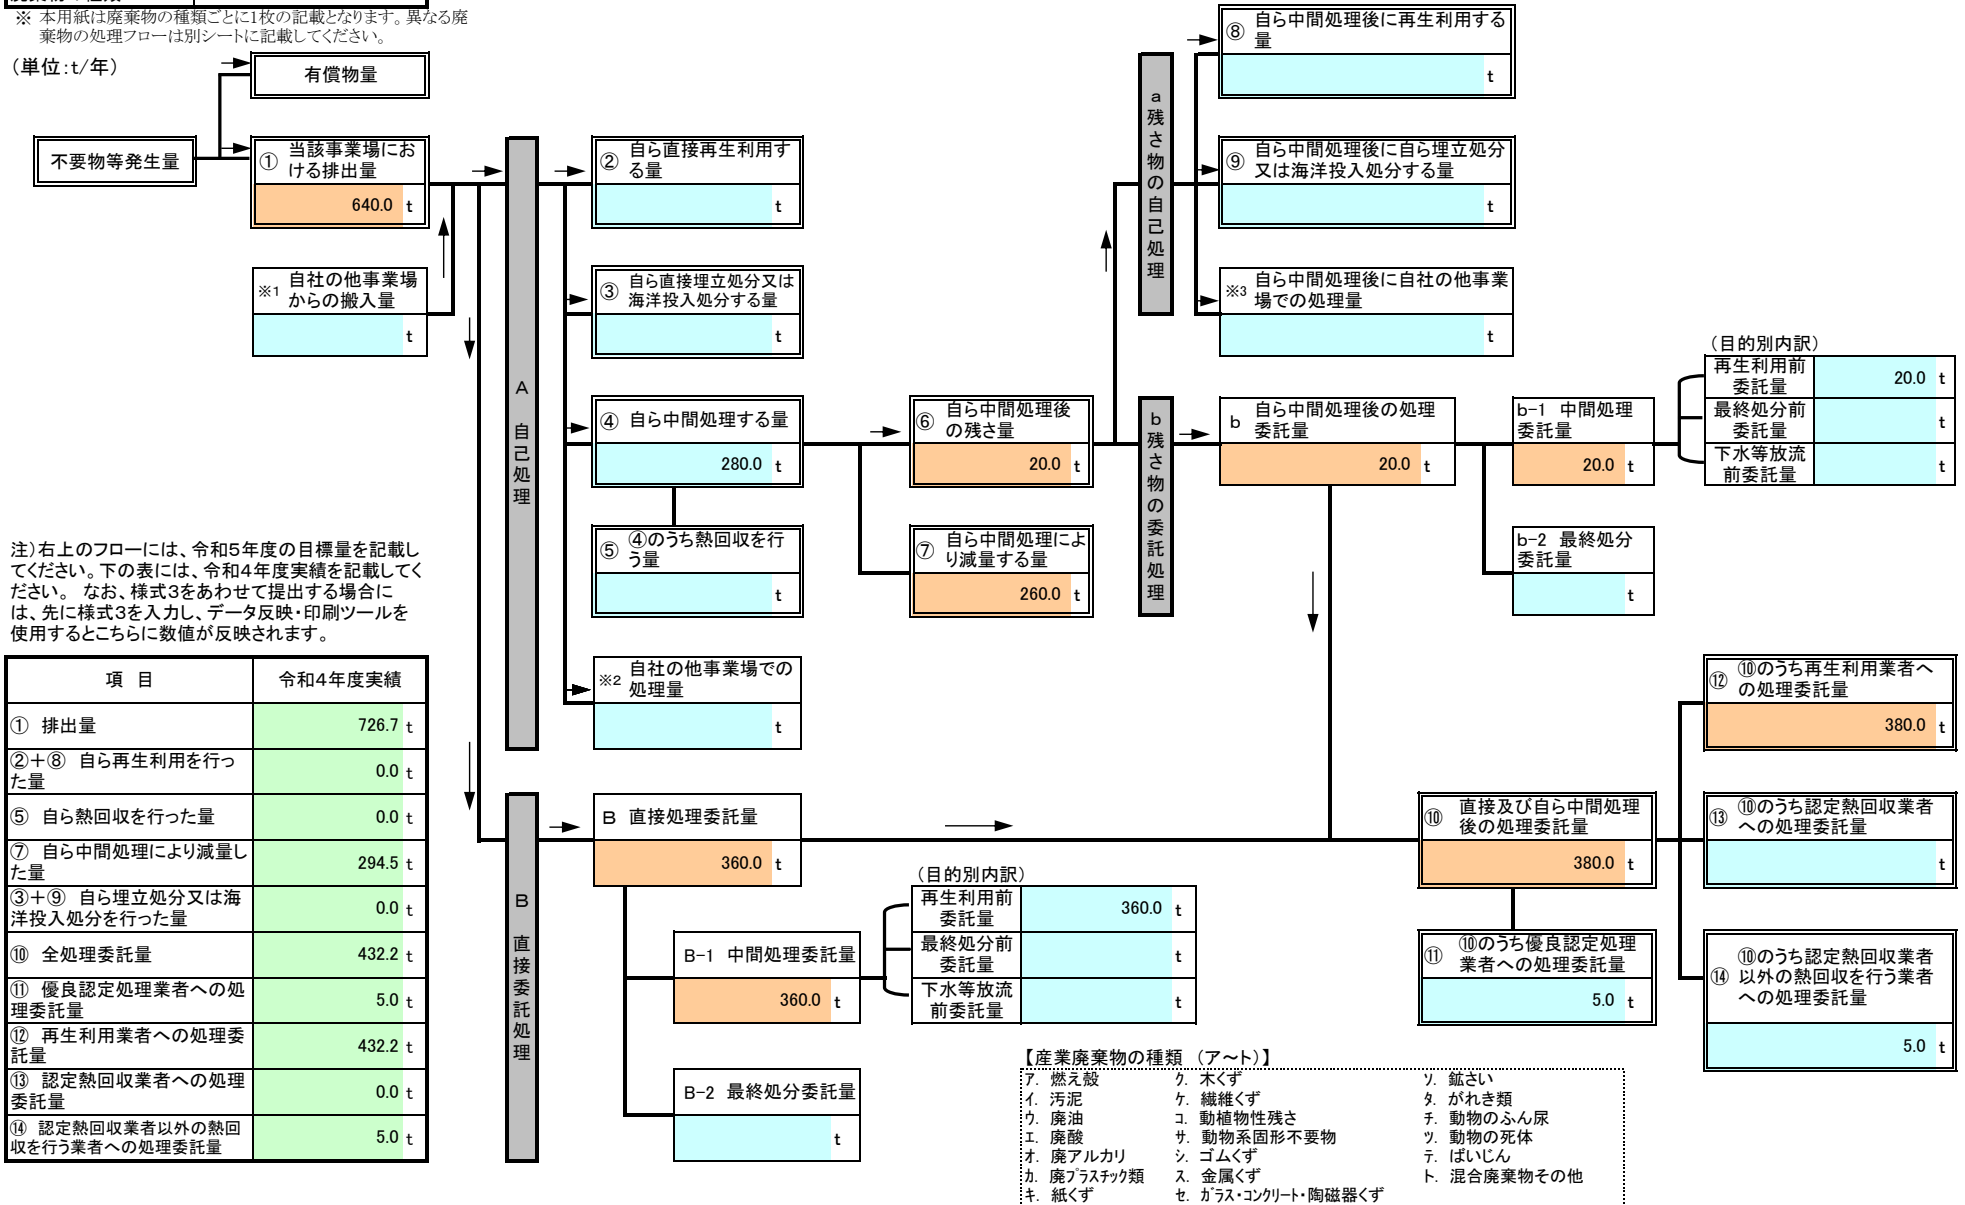 ※ 本用紙は廃棄物の種類ごとに1枚の記載となります。異なる廃
棄物の処理フローは別シートに記載してください。
(単位:t/年)
有償物量
不要物等発生量
① 当該事業場にお
ける排出量
640.0 t
※1 自社の他事業場
からの搬入量
t
A 自己処理
② 自ら直接再生利用す
る量
t
③ 自ら直接埋立処分又は
海洋投入処分する量
t
④ 自ら中間処理する量
280.0 t
⑤ ④のうち熱回収を行
う量
t
※2 自社の他事業場での
処理量
t
⑥ 自ら中間処理後
の残さ量
20.0 t
⑦ 自ら中間処理によ
り減量する量
260.0 t
a 残さ物の自己処理
⑧ 自ら中間処理後に再生利用する
量
t
⑨ 自ら中間処理後に自ら埋立処分
又は海洋投入処分する量
t
※3 自ら中間処理後に自社の他事業
場での処理量
t
b 残さ物の委託処理
b 自ら中間処理後の処理
委託量
20.0 t
b-1 中間処理
委託量
20.0 t
b-2 最終処分
委託量
t
(目的別内訳)
再生利用前
委託量
20.0 t
最終処分前
委託量
t
下水等放流
前委託量
t
注)右上のフローには、令和5年度の目標量を記載し
てください。下の表には、令和4年度実績を記載してく
ださい。 なお、様式3をあわせて提出する場合に
は、先に様式3を入力し、データ反映・印刷ツールを
使用するとこちらに数値が反映されます。
項 目 令和4年度実績
① 排出量 726.7 t
②+⑧ 自ら再生利用を行っ
た量 0.0 t
⑤ 自ら熱回収を行った量 0.0 t
⑦ 自ら中間処理により減量し
た量 294.5 t
③+⑨ 自ら埋立処分又は海
洋投入処分を行った量 0.0 t
⑩ 全処理委託量 432.2 t
⑪ 優良認定処理業者への処
理委託量 5.0 t
⑫ 再生利用業者への処理委
託量 432.2 t
⑬ 認定熱回収業者への処理
委託量 0.0 t
⑭ 認定熱回収業者以外の熱回
収を行う業者への処理委託量 5.0 t
B 直接委託処理
B 直接処理委託量
360.0 t
B-1 中間処理委託量
360.0 t
B-2 最終処分委託量
t
(目的別内訳)
再生利用前
委託量
360.0 t
最終処分前
委託量
t
下水等放流
前委託量
t
⑩ 直接及び自ら中間処理
後の処理委託量
380.0 t
⑪ ⑩のうち優良認定処理
業者への処理委託量
5.0 t
⑫ ⑩のうち再生利用業者へ
の処理委託量
380.0 t
⑬ ⑩のうち認定熱回収業者
への処理委託量
t
⑭ ⑩のうち認定熱回収業者
以外の熱回収を行う業者
への処理委託量
5.0 t
【産業廃棄物の種類 (ア~ト)】
ア. 燃え殻 ク. 木くず ソ. 鉱さい
イ. 汚泥 ケ. 繊維くず タ. がれき類
ウ. 廃油 コ. 動植物性残さ チ. 動物のふん尿
エ. 廃酸 サ. 動物系固形不要物 ツ. 動物の死体
オ. 廃アルカリ シ. ゴムくず テ. ばいじん
カ. 廃プラスチック類 ス. 金属くず ト. 混合廃棄物その他
キ. 紙くず セ. ガラス・コンクリート・陶磁器くず